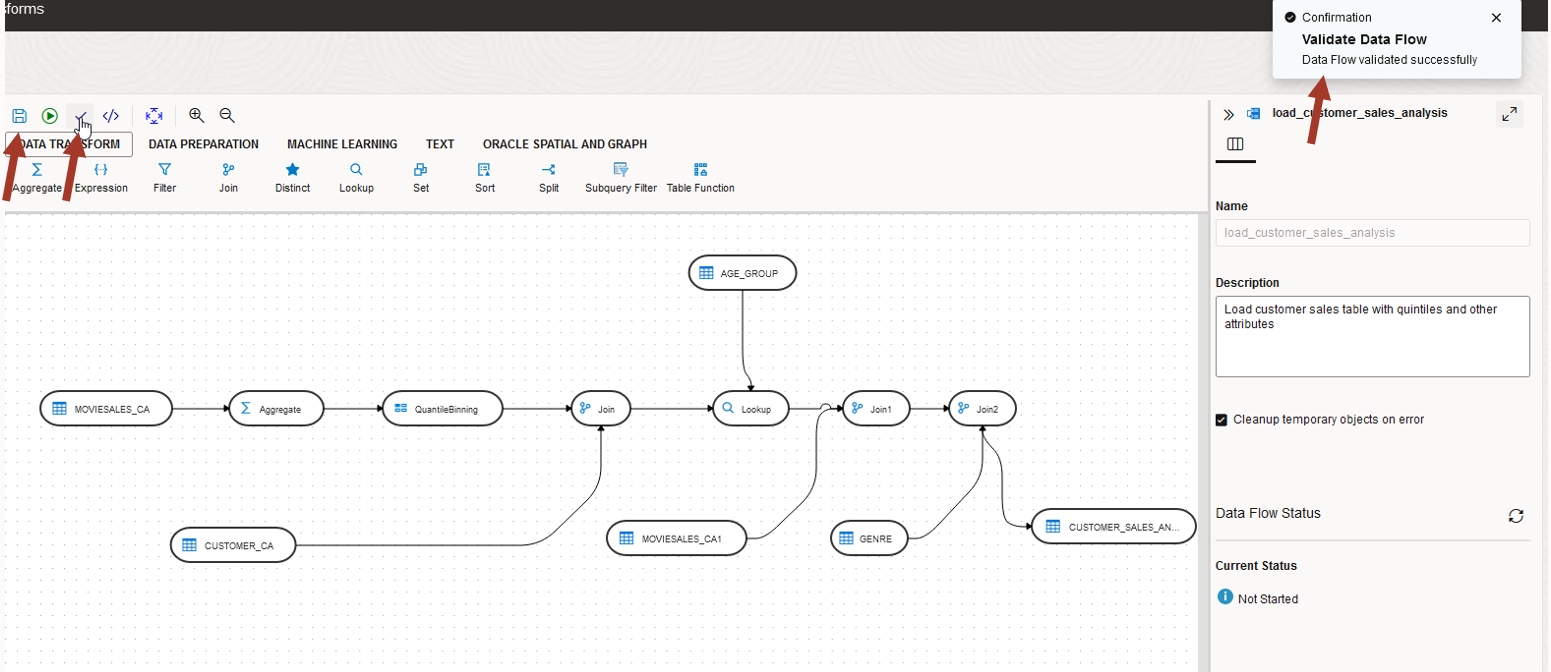 sforms
Confirmation
Validate Data Flow
Data Flow validated successfully
load_customer_sales_analysis
DATA TRANSFORM
DATA PREPARATION
MACHINE LEARNING
TEXT
ORACLE SPATIAL AND GRAPH
Aggregate
Expression
Filter
Join
Distinct
Lookup
Set
Sort
Split
Subquery Filter
Table Function
Name
load_customer_sales_analysis
Description
Load customer sales table with quintiles and other
attributes
Cleanup temporary objects on error
Data Flow Status
Current Status
Not Started
AGE_GROUP
MOVIESALES_CA
Aggregate
QuantileBinning
Join
Lookup
Join1
Join2
CUSTOMER_CA
MOVIESALES_CA1
GENRE
CUSTOMER_SALES_AN...